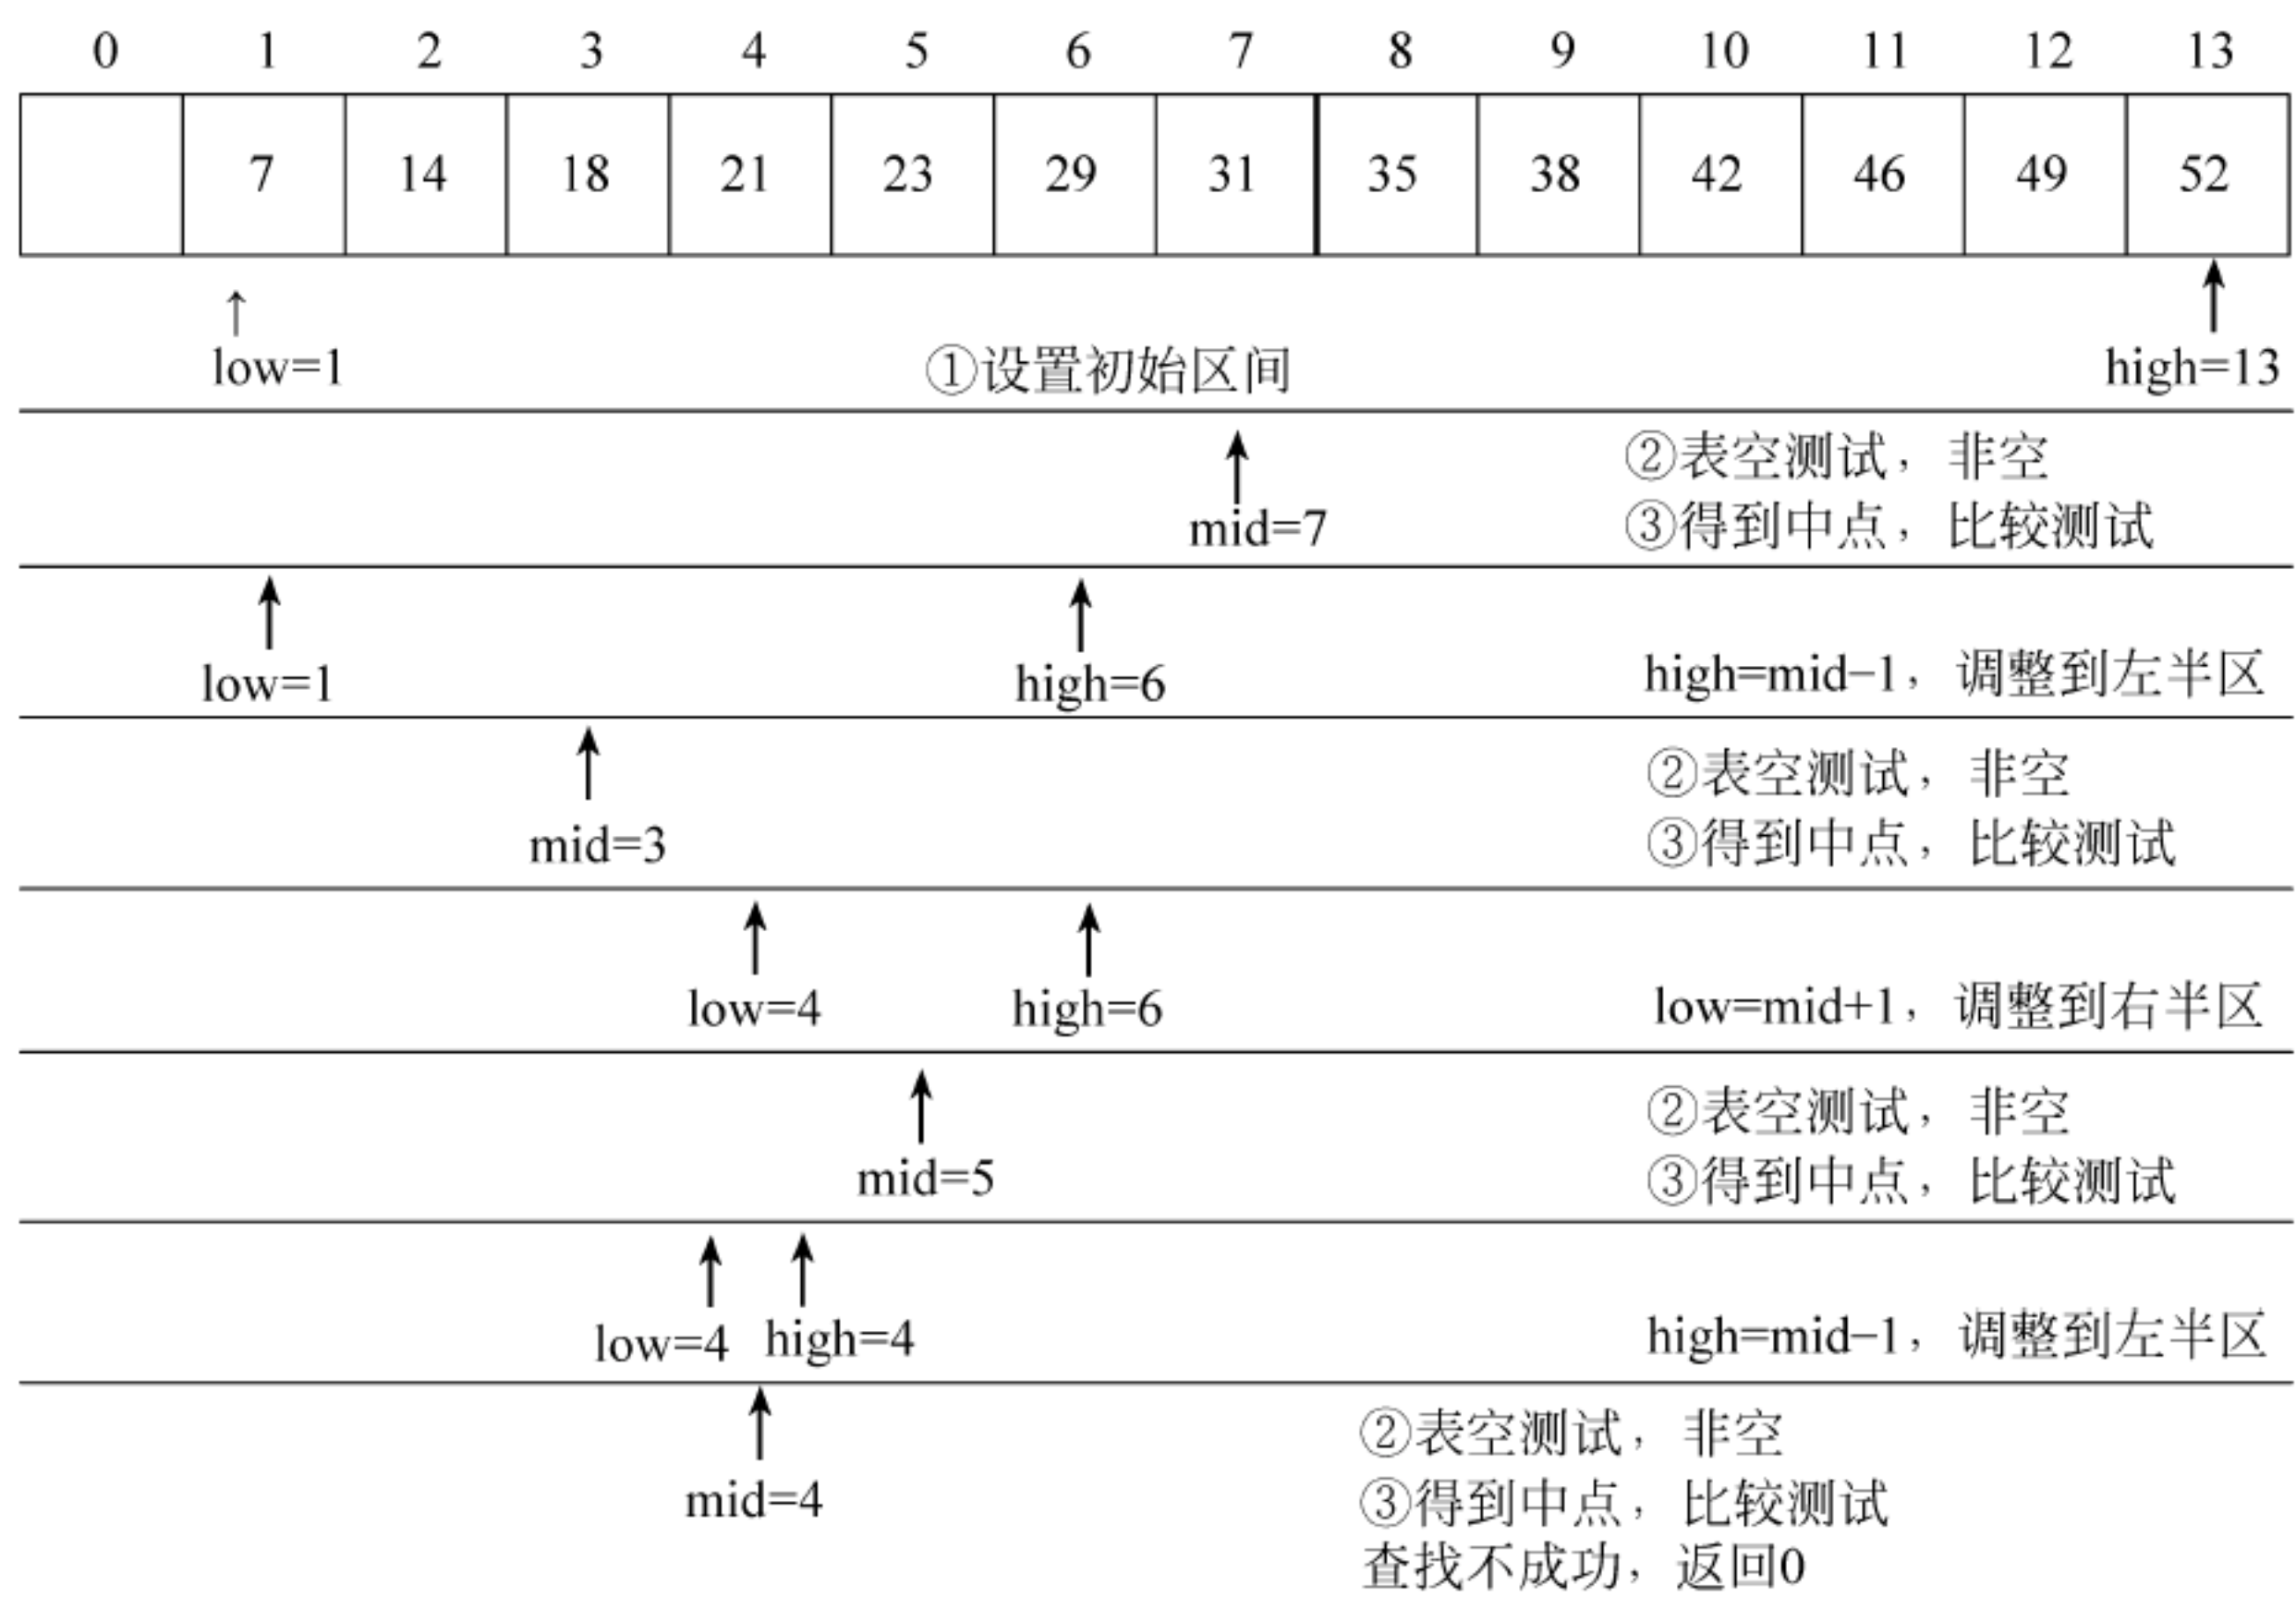 0 1 2 3 4 5 6 7 8 9 10 11 12 13
7 14 18 21 23 29 31 35 38 42 46 49 52
low=1 ①设置初始区间 high=13
②表空测试，非空
mid=7 ③得到中点，比较测试
low=1 high=6 high=mid−1，调整到左半区
②表空测试，非空
mid=3 ③得到中点，比较测试
low=4 high=6 low=mid+1，调整到右半区
②表空测试，非空
mid=5 ③得到中点，比较测试
low=4 high=4 high=mid−1，调整到左半区
②表空测试，非空
mid=4 ③得到中点，比较测试
查找不成功，返回0